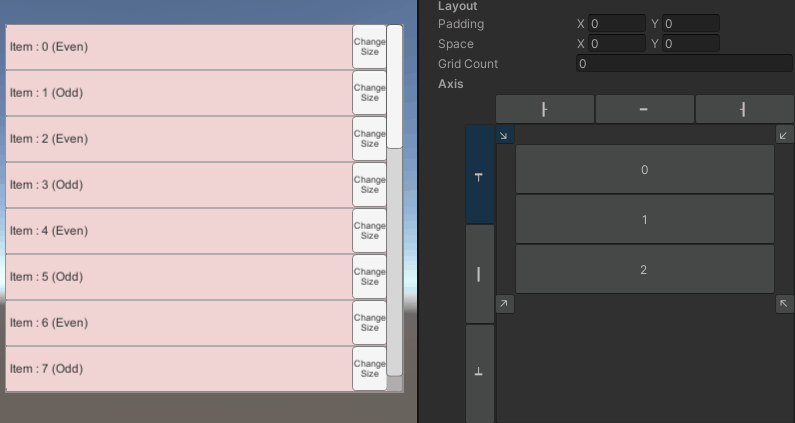 Item : 0 (Even)
Change
Size
Item : 1 (Odd)
Change
Size
Item : 2 (Even)
Change
Size
Item : 3 (Odd)
Change
Size
Item : 4 (Even)
Change
Size
Item : 5 (Odd)
Change
Size
Item : 6 (Even)
Change
Size
Item : 7 (Odd)
Change
Size
Layout
Padding X 0 Y 0
Space X 0 Y 0
Grid Count 0
Axis
0
1
2